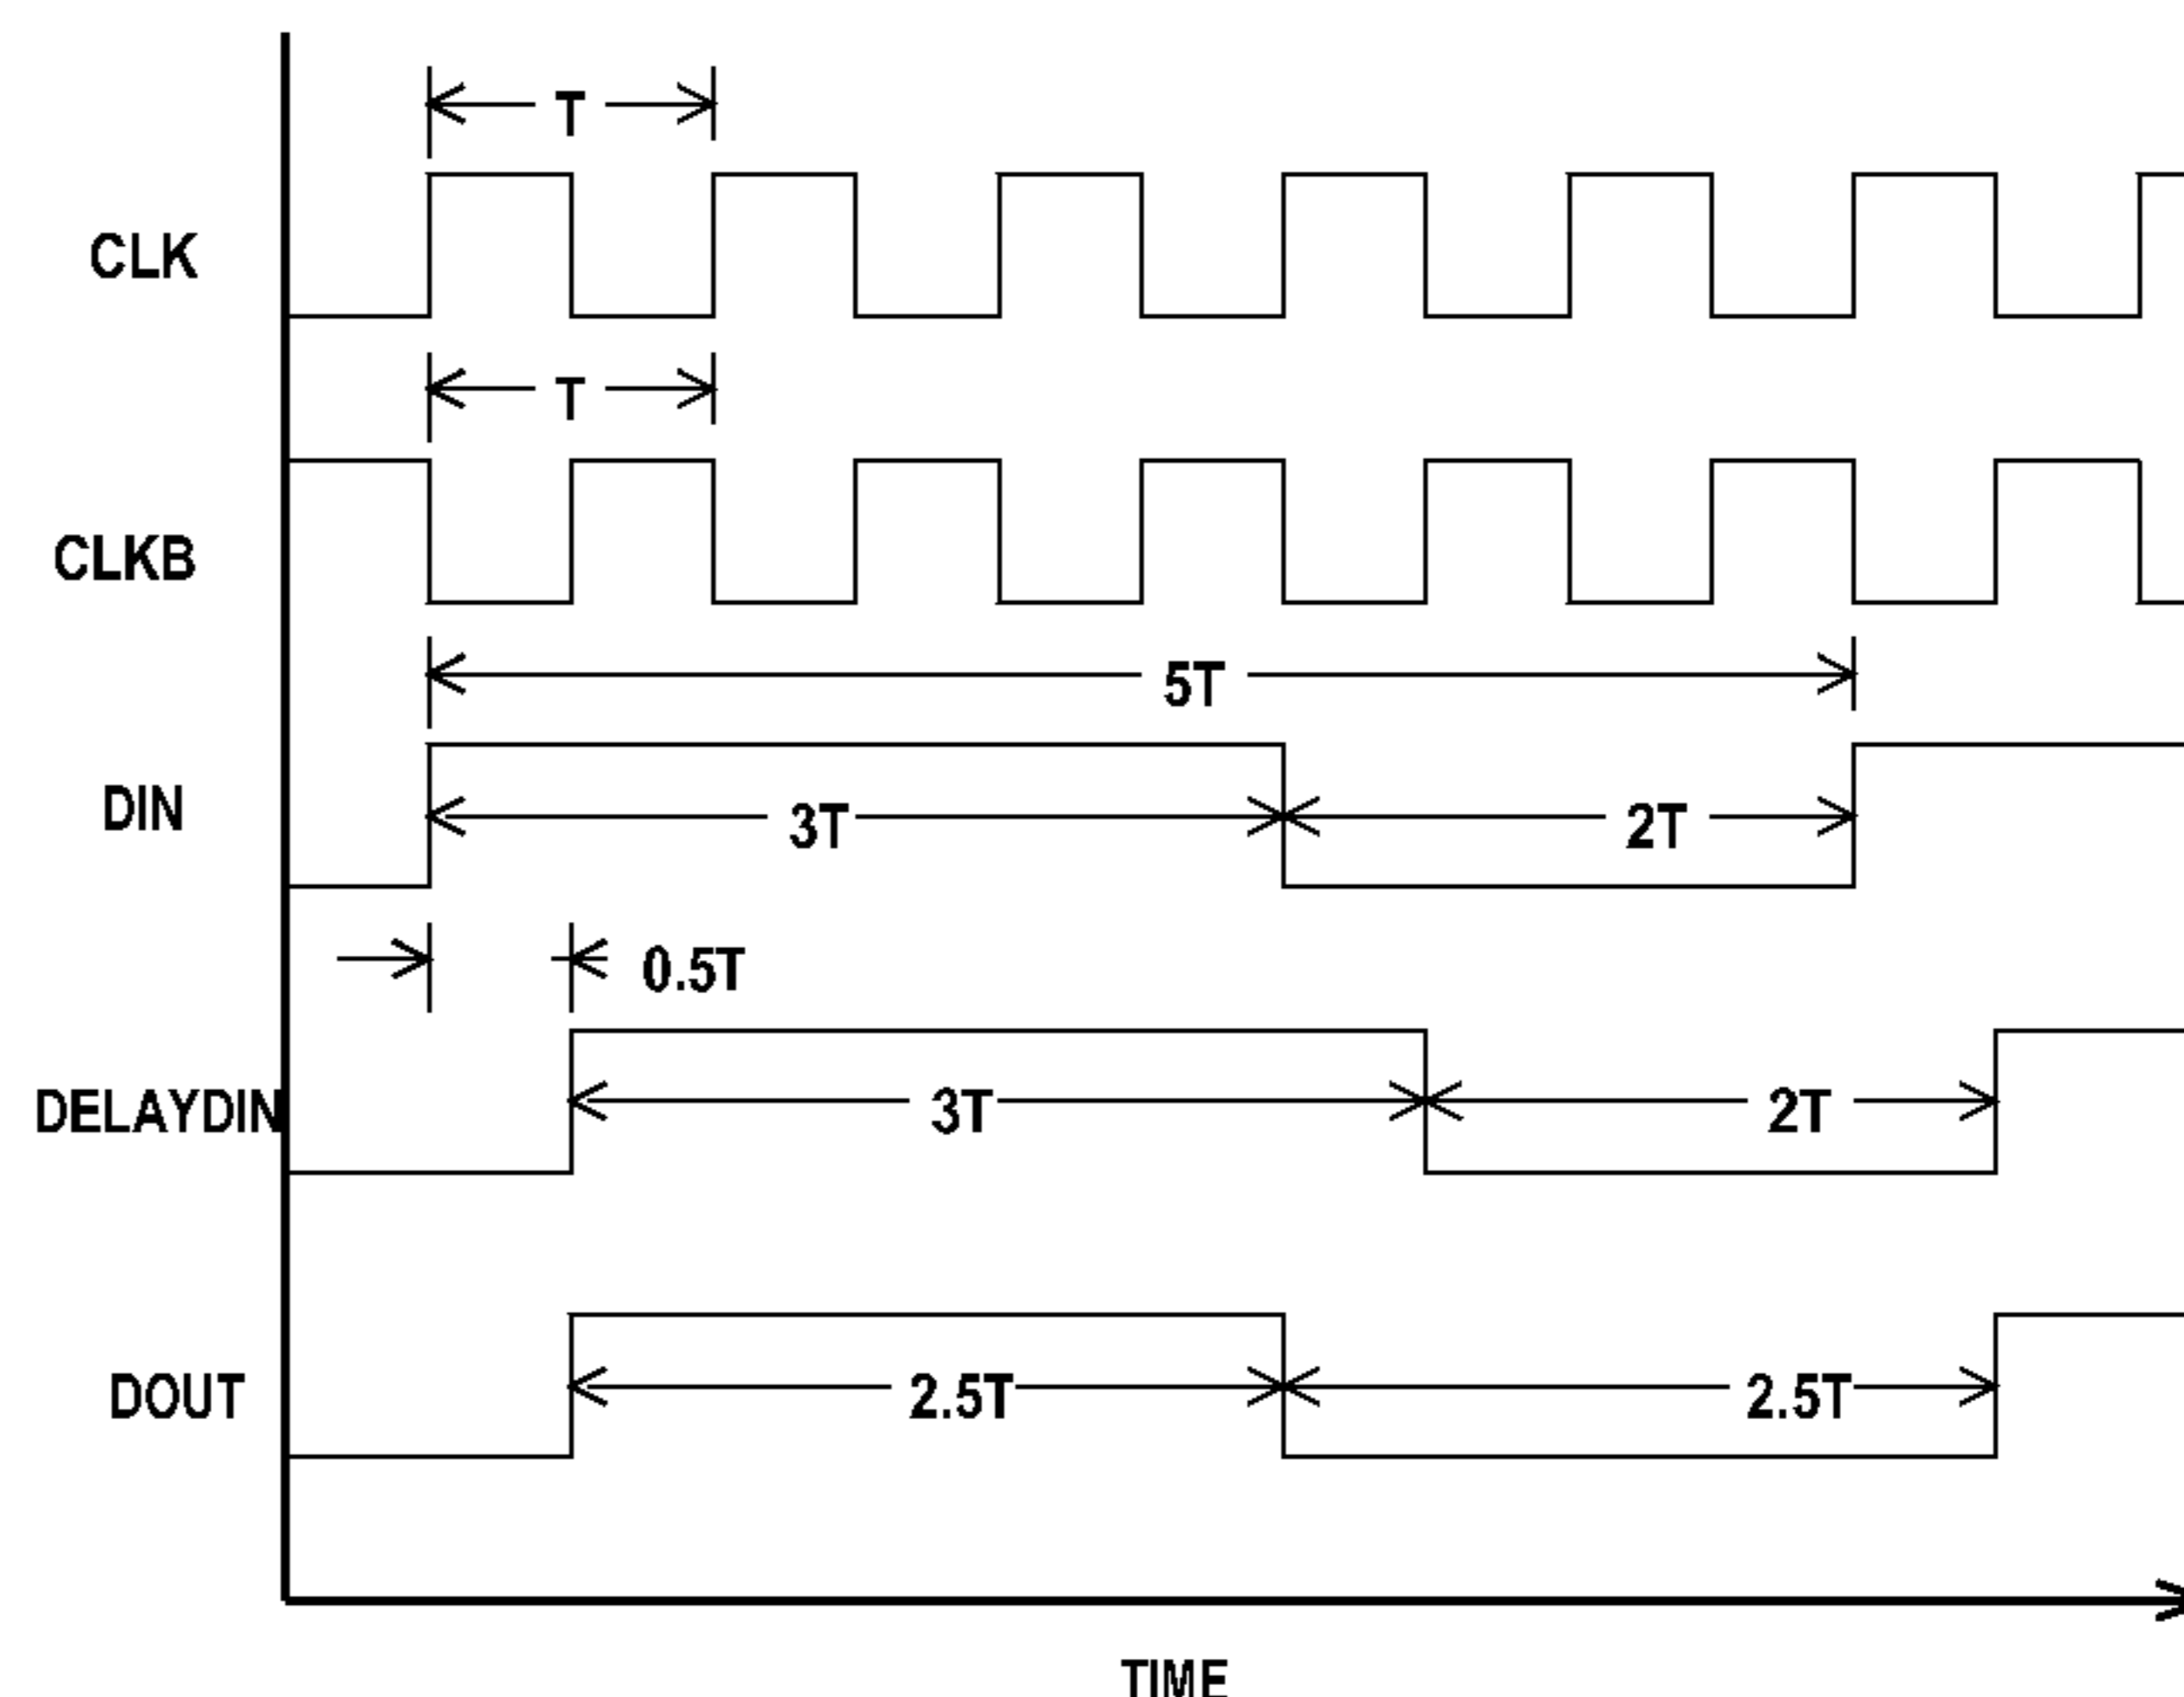 T
CLK
T
CLKB
5T
DIN
3T 2T
0.5T
DELAYDIN
3T 2T
DOUT
2.5T 2.5T
TIME